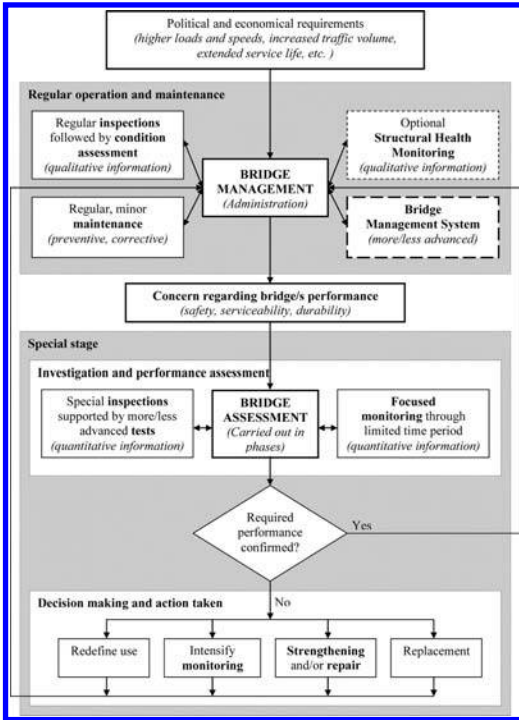 Political and economical requirements
(higher loads and speeds, increased traffic volume,
extended service life, etc. )
Regular operation and maintenance
Regular inspections
followed by condition
assessment
(qualitative information)
Optional
Structural Health
Monitoring
(qualitative information)
BRIDGE
MANAGEMENT
(Administration)
Regular, minor
maintenance
(preventive, corrective)
Bridge
Management System
(more/less advanced)
Concern regarding bridge/s performance
(safety, serviceability, durability)
Special stage
Investigation and performance assessment
Special inspections
supported by more/less
advanced tests
(quantitative information)
BRIDGE
ASSESSMENT
(Carried out in
phases)
Focused
monitoring through
limited time period
(quantitative information)
Required
performance
confirmed?
Yes
No
Decision making and action taken
Redefine use
Intensify
monitoring
Strengthening
and/or repair
Replacement